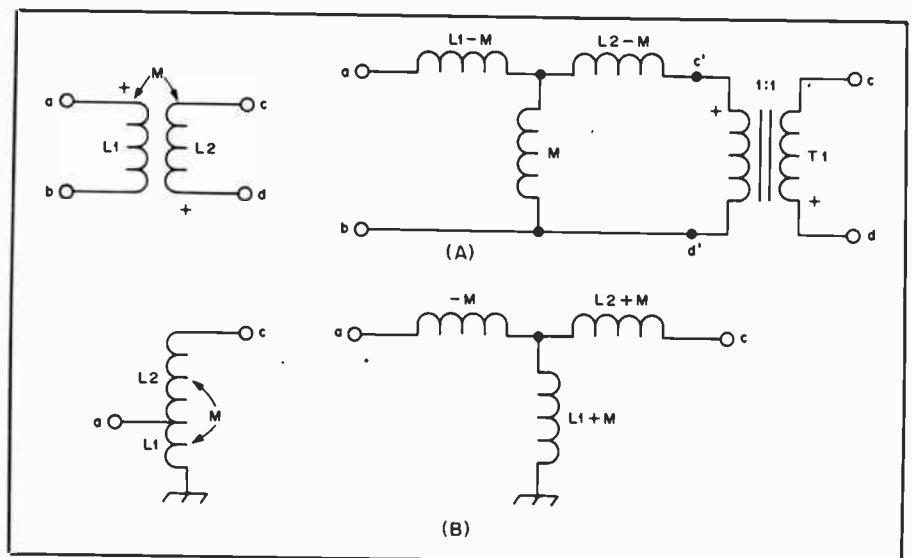 L1-M
L2-M
c'
1:1
a
c
+
M
a
c
+
L1
L2
M
T1
b
d
+
+
b
d'
d
(A)
-M
L2+M
c
a
c
L2
M
a
L1
L1+M
(B)